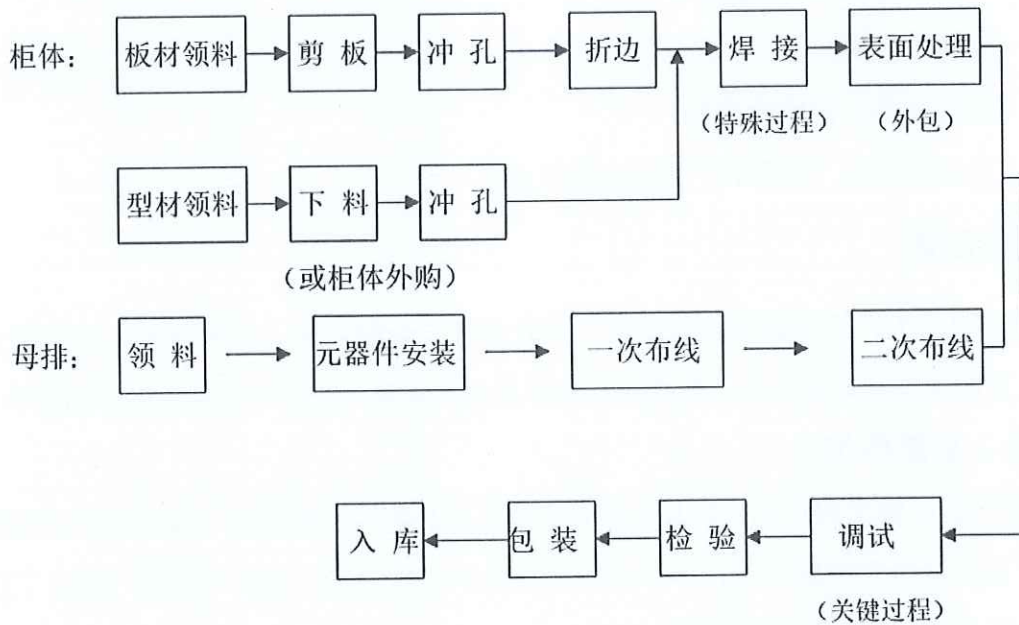 柜体： 板材领料 剪 板 冲 孔 折边 焊 接 表面处理
（特殊过程） （外包）
型材领料 下 料 冲 孔
（或柜体外购）
母排： 领 料 元器件安装 一次布线 二次布线
入 库 包 装 检 验 调试
（关键过程）